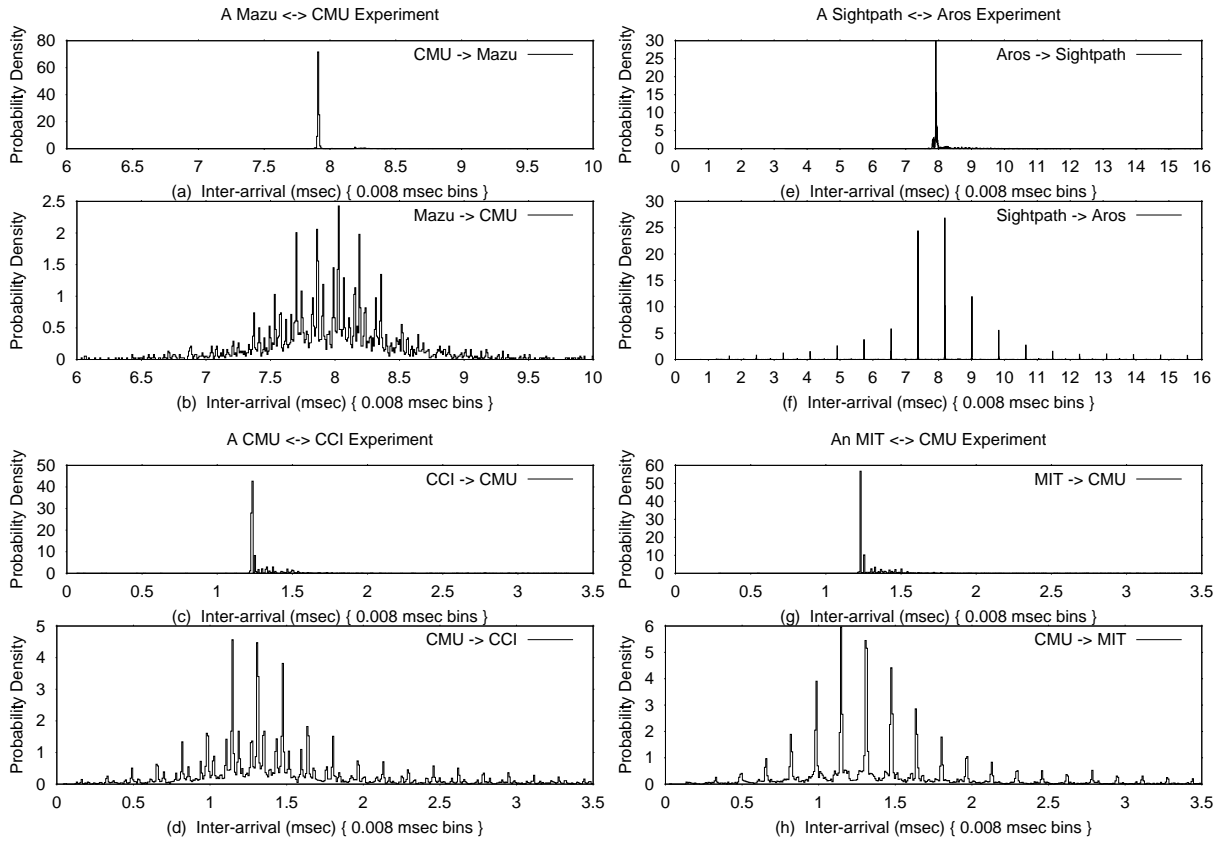 A Mazu <-> CMU Experiment
Probability Density
80
60
40
20
0
CMU -> Mazu
6 6.5 7 7.5 8 8.5 9 9.5 10
(a) Inter-arrival (msec) { 0.008 msec bins }
Probability Density
2.5
2
1.5
1
0.5
0
Mazu -> CMU
6 6.5 7 7.5 8 8.5 9 9.5 10
(b) Inter-arrival (msec) { 0.008 msec bins }
A CMU <-> CCI Experiment
Probability Density
50
40
30
20
10
0
CCI -> CMU
0 0.5 1 1.5 2 2.5 3 3.5
(c) Inter-arrival (msec) { 0.008 msec bins }
Probability Density
5
4
3
2
1
0
CMU -> CCI
0 0.5 1 1.5 2 2.5 3 3.5
(d) Inter-arrival (msec) { 0.008 msec bins }
A Sightpath <-> Aros Experiment
Probability Density
30
25
20
15
10
5
0
Aros -> Sightpath
0 1 2 3 4 5 6 7 8 9 10 11 12 13 14 15 16
(e) Inter-arrival (msec) { 0.008 msec bins }
Probability Density
30
25
20
15
10
5
0
Sightpath -> Aros
0 1 2 3 4 5 6 7 8 9 10 11 12 13 14 15 16
(f) Inter-arrival (msec) { 0.008 msec bins }
An MIT <-> CMU Experiment
Probability Density
60
50
40
30
20
10
0
MIT -> CMU
0 0.5 1 1.5 2 2.5 3 3.5
(g) Inter-arrival (msec) { 0.008 msec bins }
Probability Density
6
5
4
3
2
1
0
CMU -> MIT
0 0.5 1 1.5 2 2.5 3 3.5
(h) Inter-arrival (msec) { 0.008 msec bins }